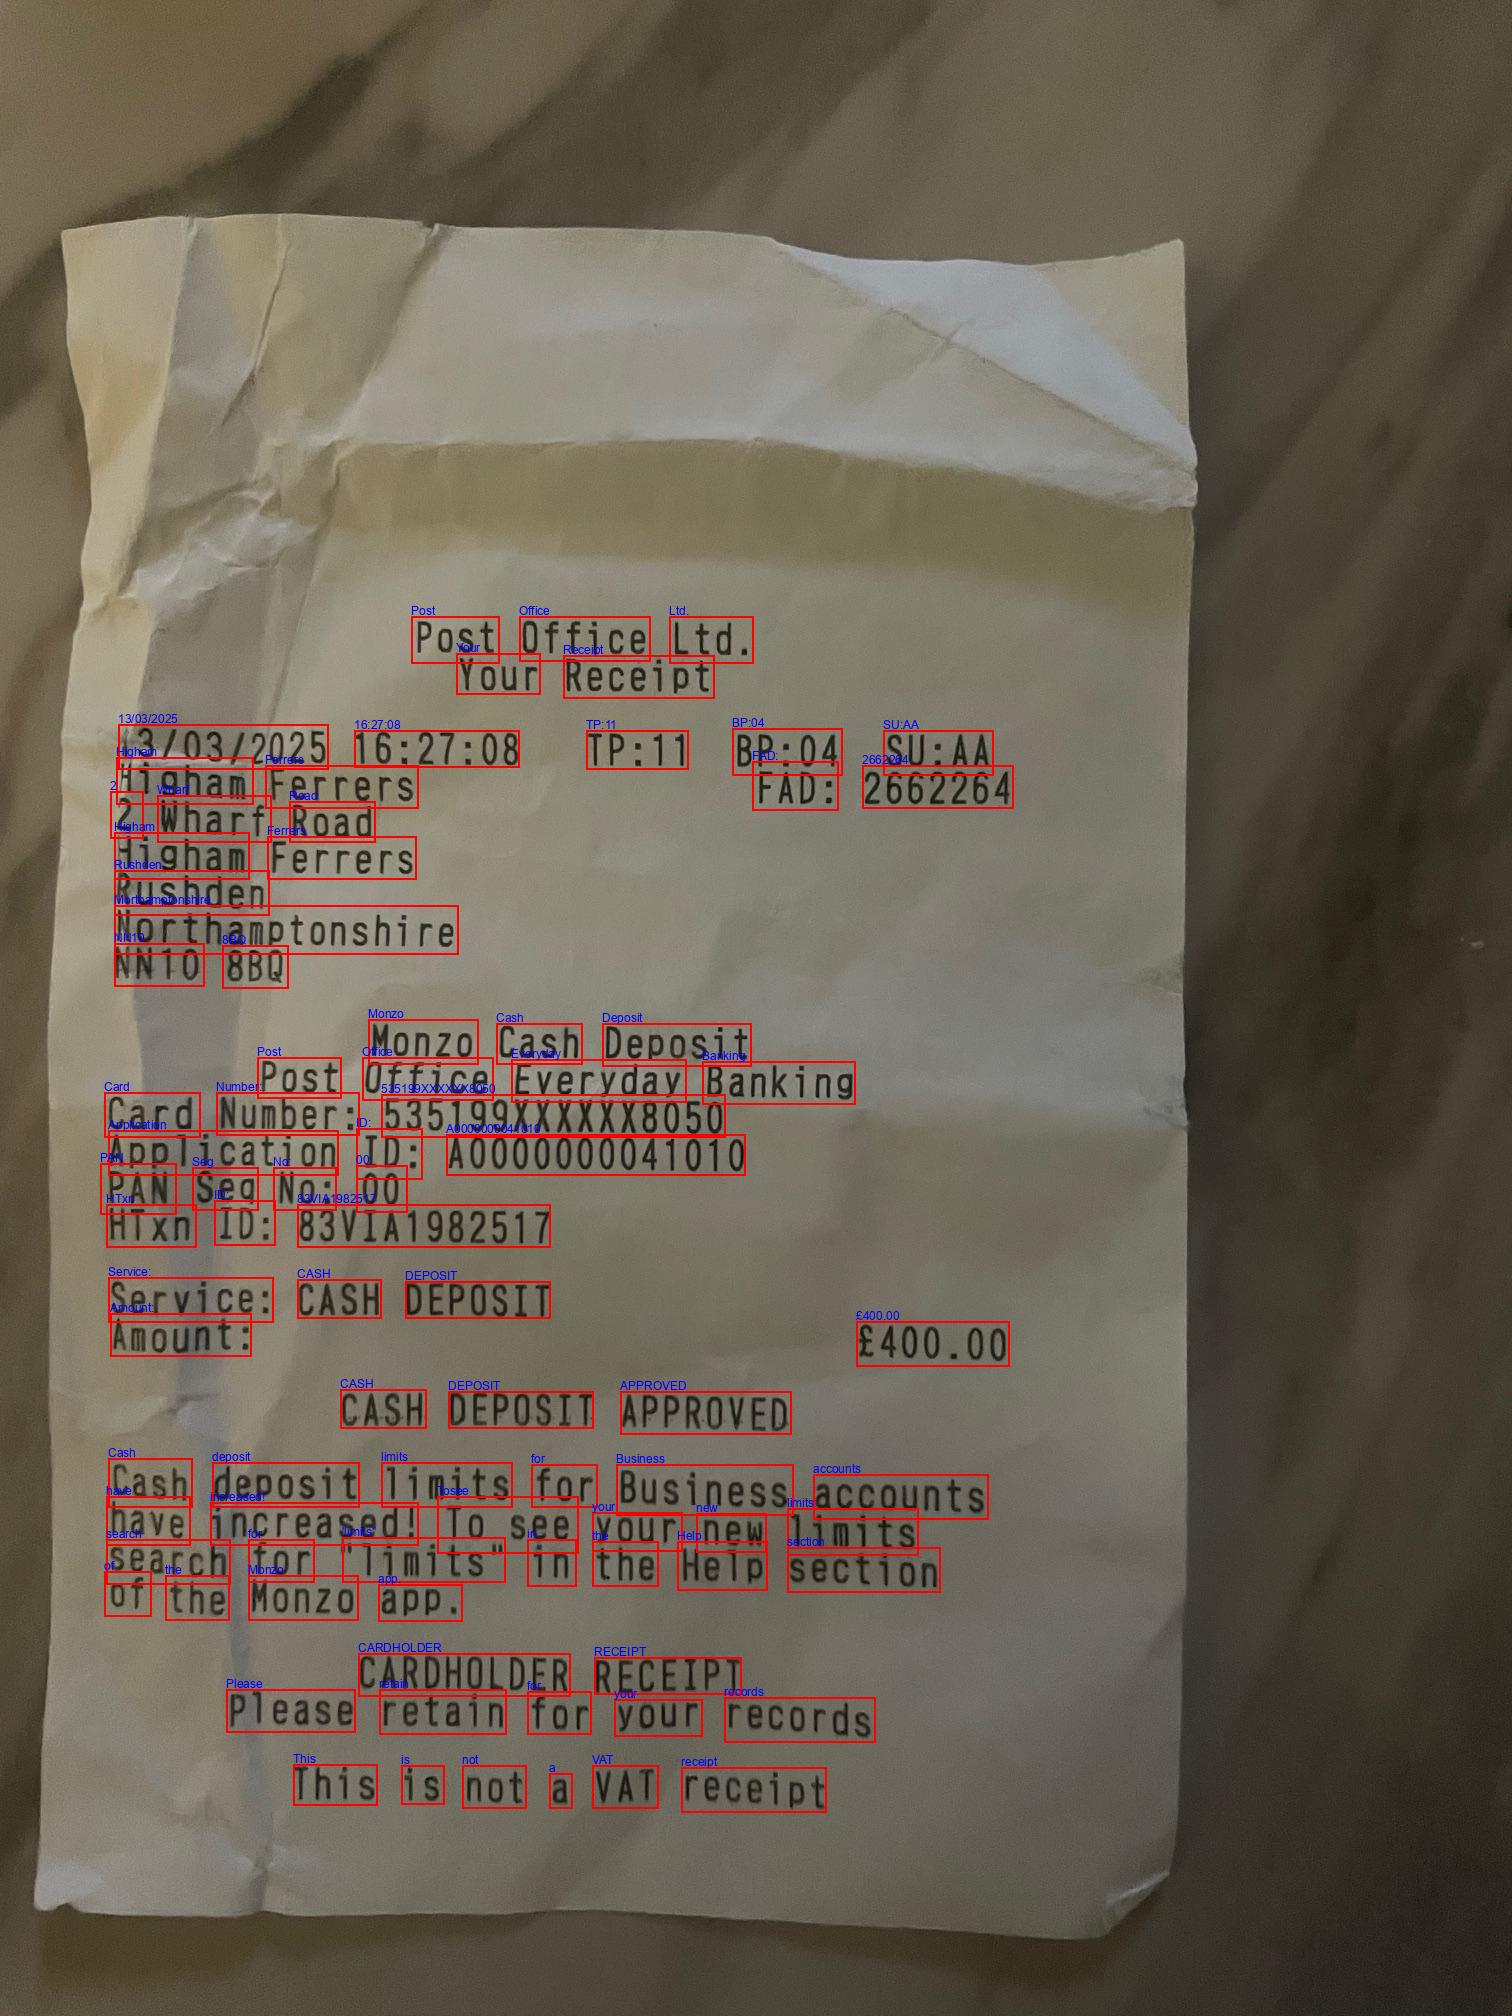 Post Office Ltd.
Your Receipt
13/03/2025 16:27:08 TP:11 BP:04 SU:AA
Higham Ferrers FAD: 2662264
2 Wharf Road
Higham Ferrers
Rushden
Northamptonshire
NN10 8BQ
Monzo Cash Deposit
Post Office Everyday Banking
Card Number: 535199XXXXXX8050
Application ID: A0000000041010
PAN Seq No: 00
HTxn ID: 83VIA1982517
Service: CASH DEPOSIT
Amount: £400.00
CASH DEPOSIT APPROVED
Cash deposit limits for Business accounts
have increased! To see your new limits
search for "limits" in the Help section
of the Monzo app.
CARDHOLDER RECEIPT
Please retain for your records
This is not a VAT receipt